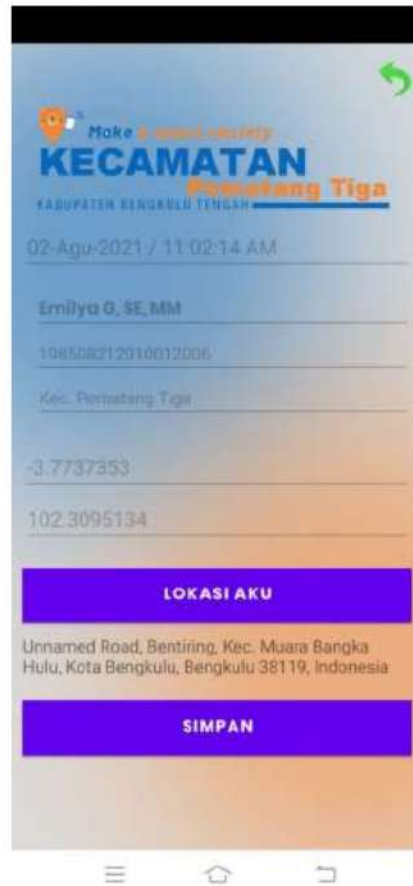 Make a smart society
KECAMATAN
Pematang Tiga
KABUPATEN BENGKULU TENGAH
02-Agu-2021 / 11:02:14 AM
Emilya G, SE, MM
198508212010012006
Kec. Pematang Tiga
-3.7737353
102.3095134
LOKASI AKU
Unnamed Road, Bentiring, Kec. Muara Bangka
Hulu, Kota Bengkulu, Bengkulu 38119, Indonesia
SIMPAN